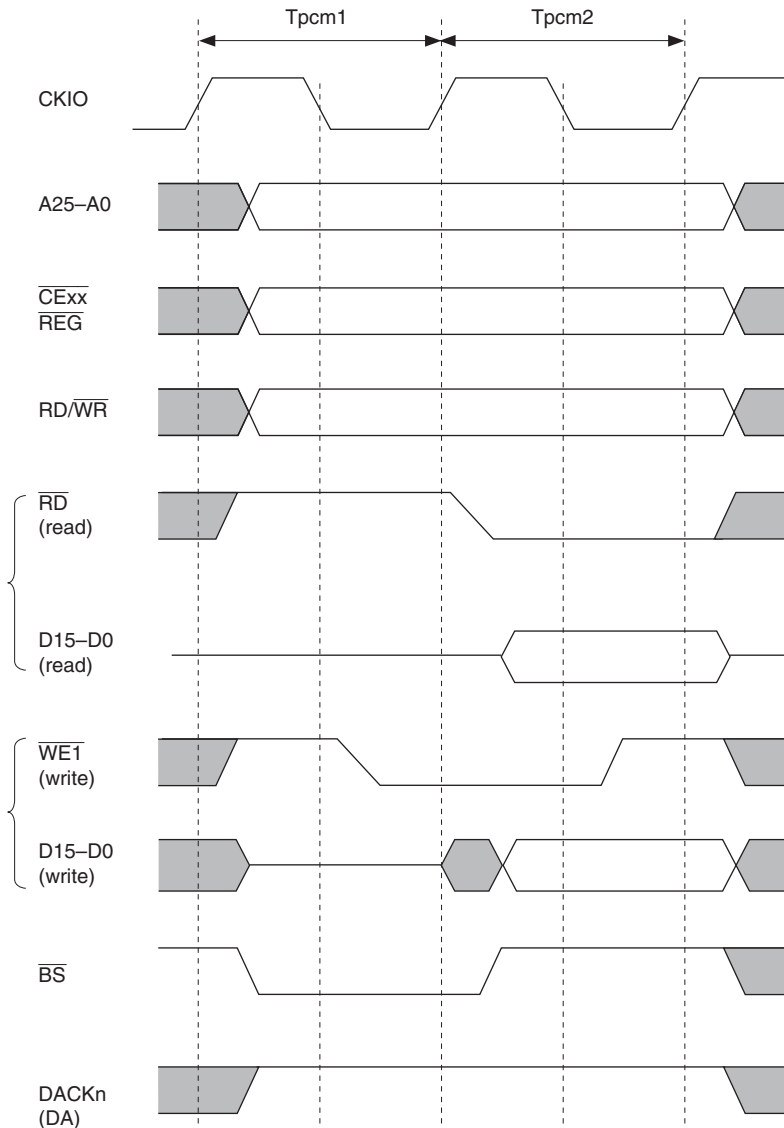 Tpcm1 Tpcm2
CKIO
A25–A0
CExx
REG
RD/WR
RD
(read)
D15–D0
(read)
WE1
(write)
D15–D0
(write)
BS
DACKn
(DA)